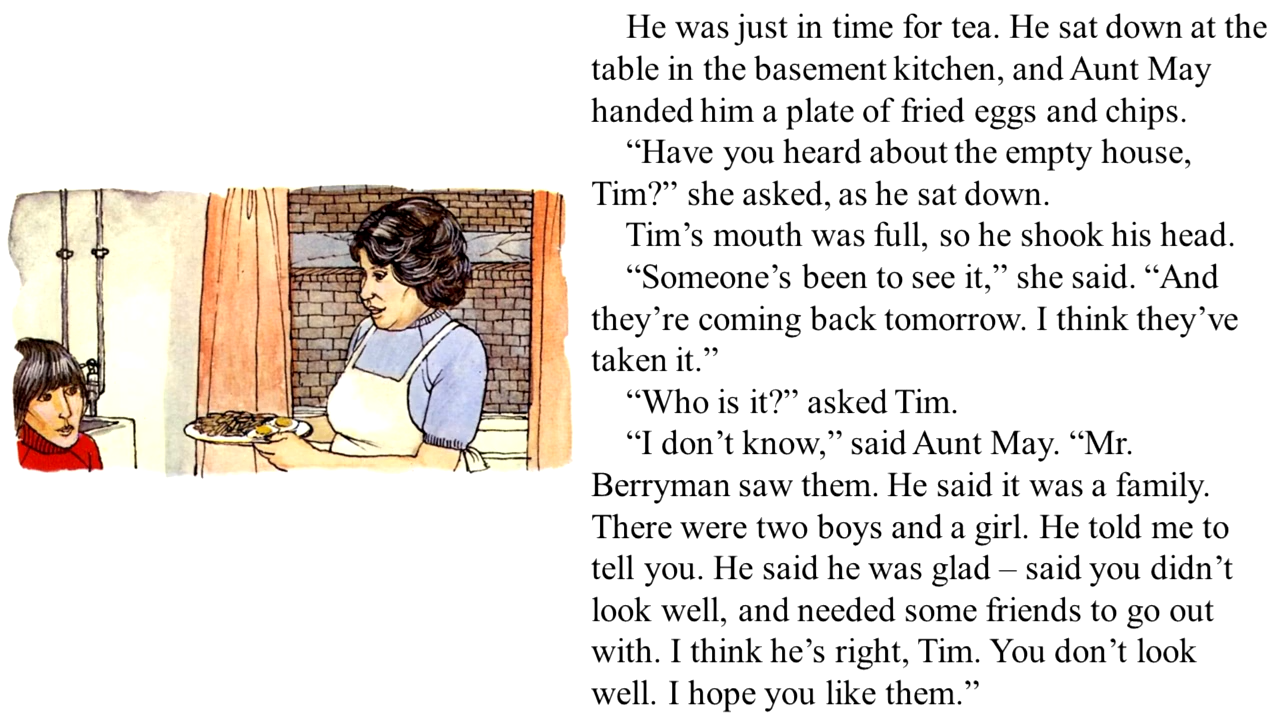 He was just in time for tea. He sat down at the
table in the basement kitchen, and Aunt May
handed him a plate of fried eggs and chips.
“Have you heard about the empty house,
Tim?” she asked, as he sat down.
Tim’s mouth was full, so he shook his head.
“Someone’s been to see it,” she said. “And
they’re coming back tomorrow. I think they’ve
taken it.”
“Who is it?” asked Tim.
“I don’t know,” said Aunt May. “Mr.
Berryman saw them. He said it was a family.
There were two boys and a girl. He told me to
tell you. He said he was glad – said you didn’t
look well, and needed some friends to go out
with. I think he’s right, Tim. You don’t look
well. I hope you like them.”